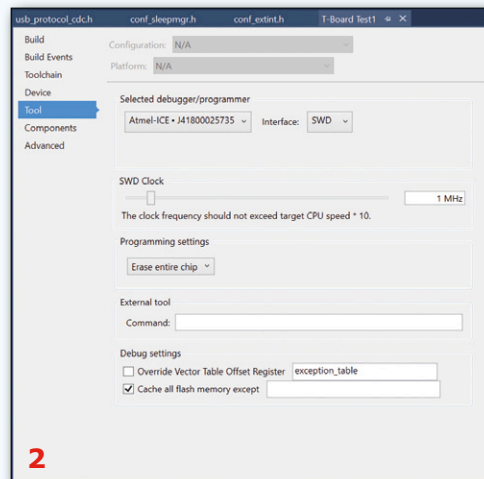 usb_protocol_cdc.h conf_sleepmgr.h conf_extint.h T-Board Test1
Build
Build Events
Toolchain
Device
Tool
Components
Advanced
Configuration: N/A
Platform: N/A
Selected debugger/programmer
Atmel-ICE • J41800025735 Interface: SWD
SWD Clock
1 MHz
The clock frequency should not exceed target CPU speed * 10.
Programming settings
Erase entire chip
External tool
Command:
Debug settings
Override Vector Table Offset Register exception_table
Cache all flash memory except
2